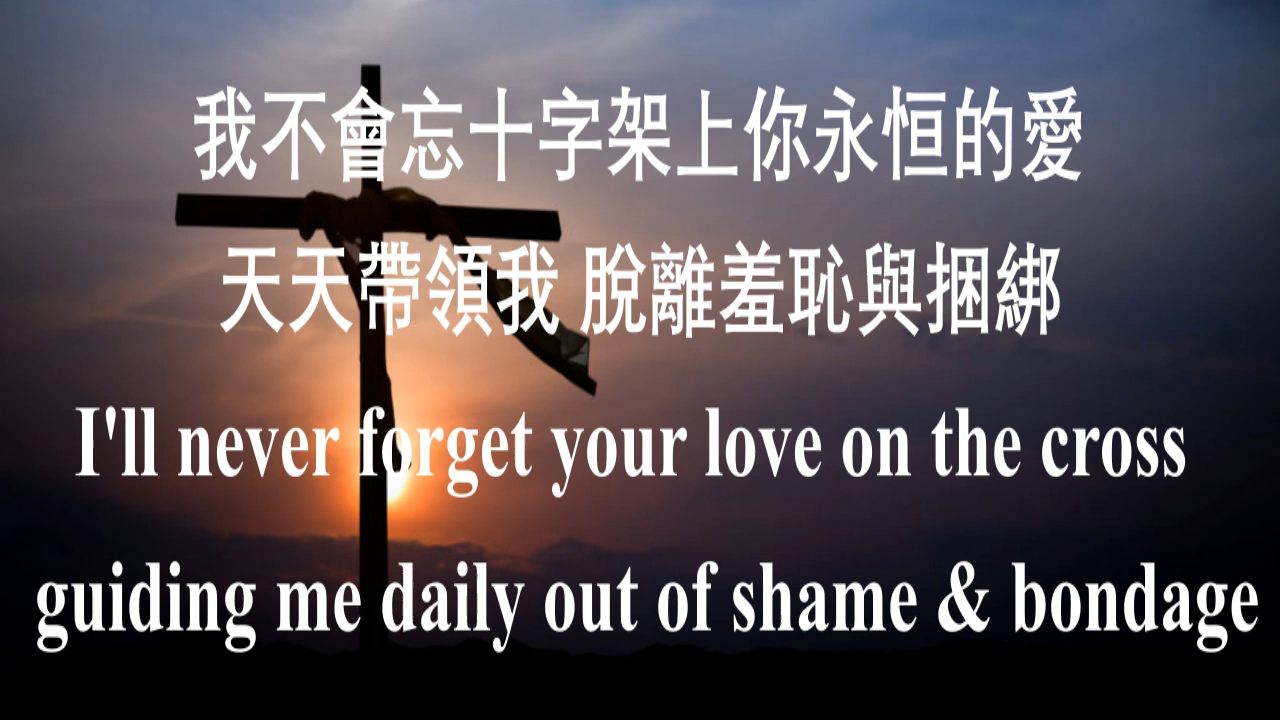 我不會忘十字架上你永恒的愛
天天帶領我 脫離羞恥與捆綁
I'll never forget your love on the cross
guiding me daily out of shame & bondage